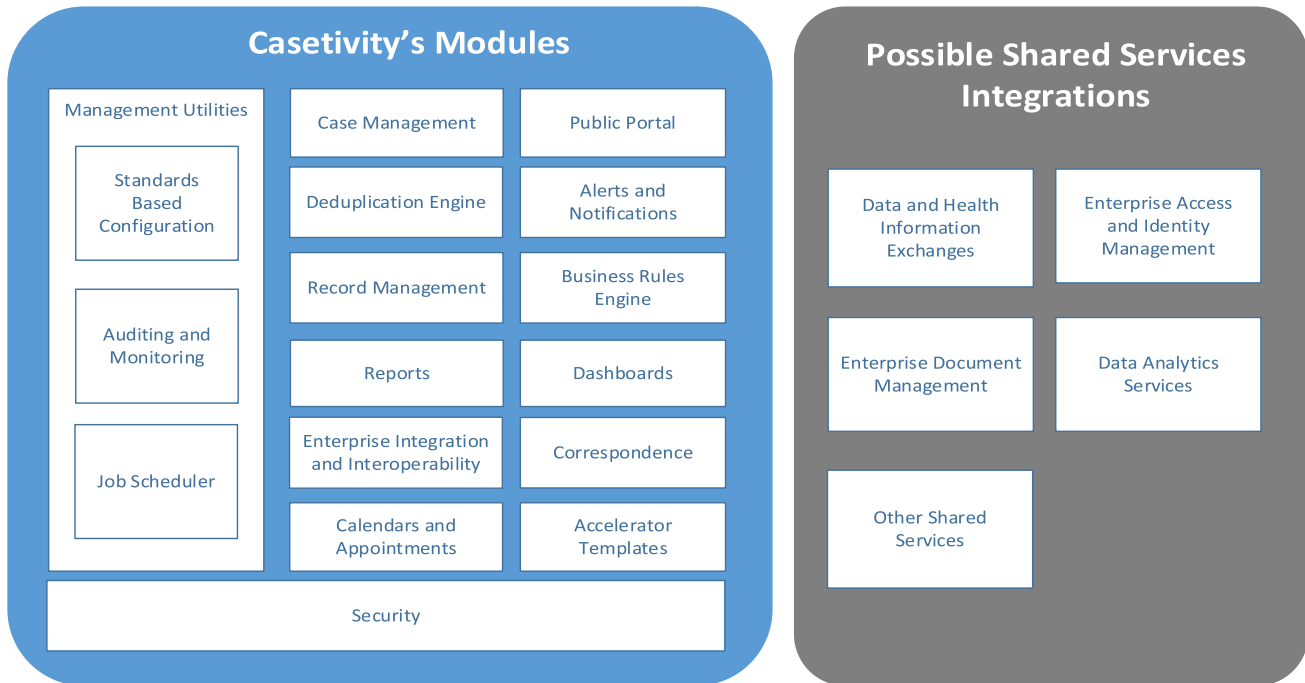 Casetivity's Modules
Management Utilities
Standards
Based
Configuration
Auditing and
Monitoring
Job Scheduler
Case Management
Public Portal
Deduplication Engine
Alerts and
Notifications
Record Management
Business Rules
Engine
Reports
Dashboards
Enterprise Integration
and Interoperability
Correspondence
Calendars and
Appointments
Accelerator
Templates
Security
Possible Shared Services
Integrations
Data and Health
Information
Exchanges
Enterprise Access
and Identity
Management
Enterprise Document
Management
Data Analytics
Services
Other Shared
Services